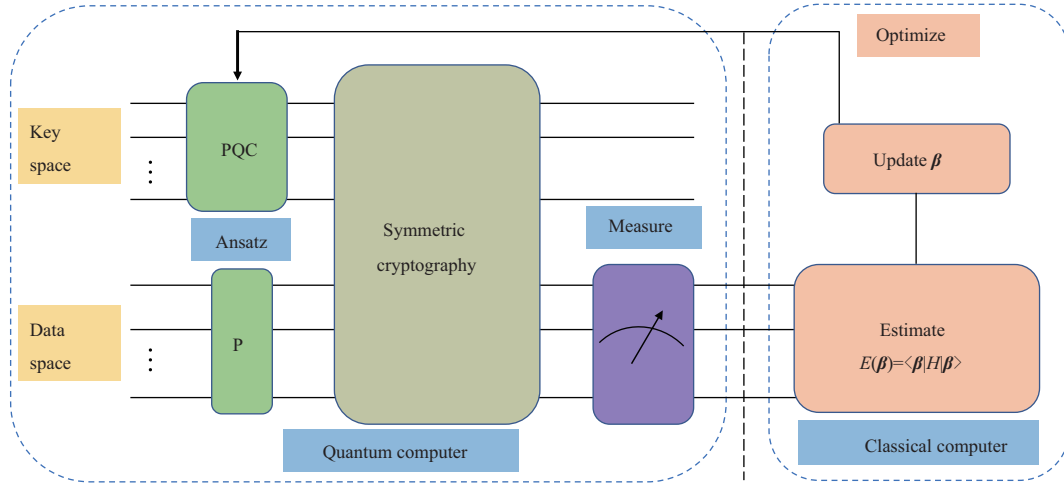 Optimize
Key
space
PQC
Update β
Ansatz
Symmetric
cryptography
Measure
Data
space
P
Estimate
E(β)=<β|H|β>
Quantum computer
Classical computer